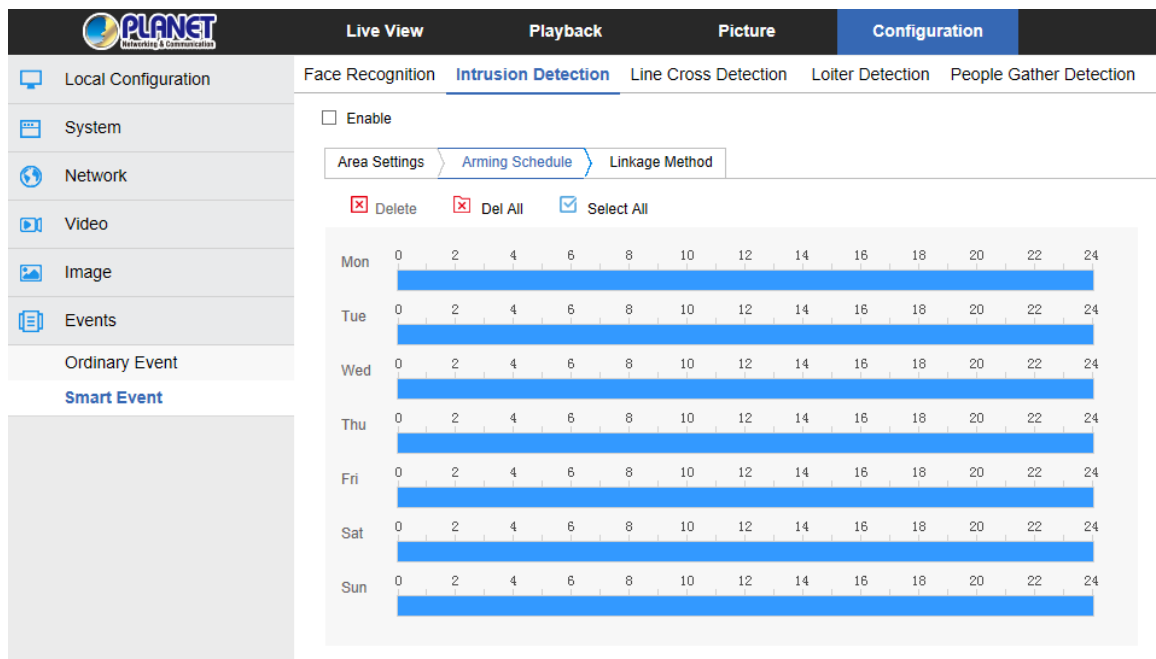 PLANET
Networking & Communication
Live View Playback Picture Configuration
Local Configuration
System
Network
Video
Image
Events
Ordinary Event
Smart Event
Face Recognition Intrusion Detection Line Cross Detection Loiter Detection People Gather Detection
Enable
Area Settings Arming Schedule Linkage Method
Delete Del All Select All
Mon 0 2 4 6 8 10 12 14 16 18 20 22 24
Tue 0 2 4 6 8 10 12 14 16 18 20 22 24
Wed 0 2 4 6 8 10 12 14 16 18 20 22 24
Thu 0 2 4 6 8 10 12 14 16 18 20 22 24
Fri 0 2 4 6 8 10 12 14 16 18 20 22 24
Sat 0 2 4 6 8 10 12 14 16 18 20 22 24
Sun 0 2 4 6 8 10 12 14 16 18 20 22 24